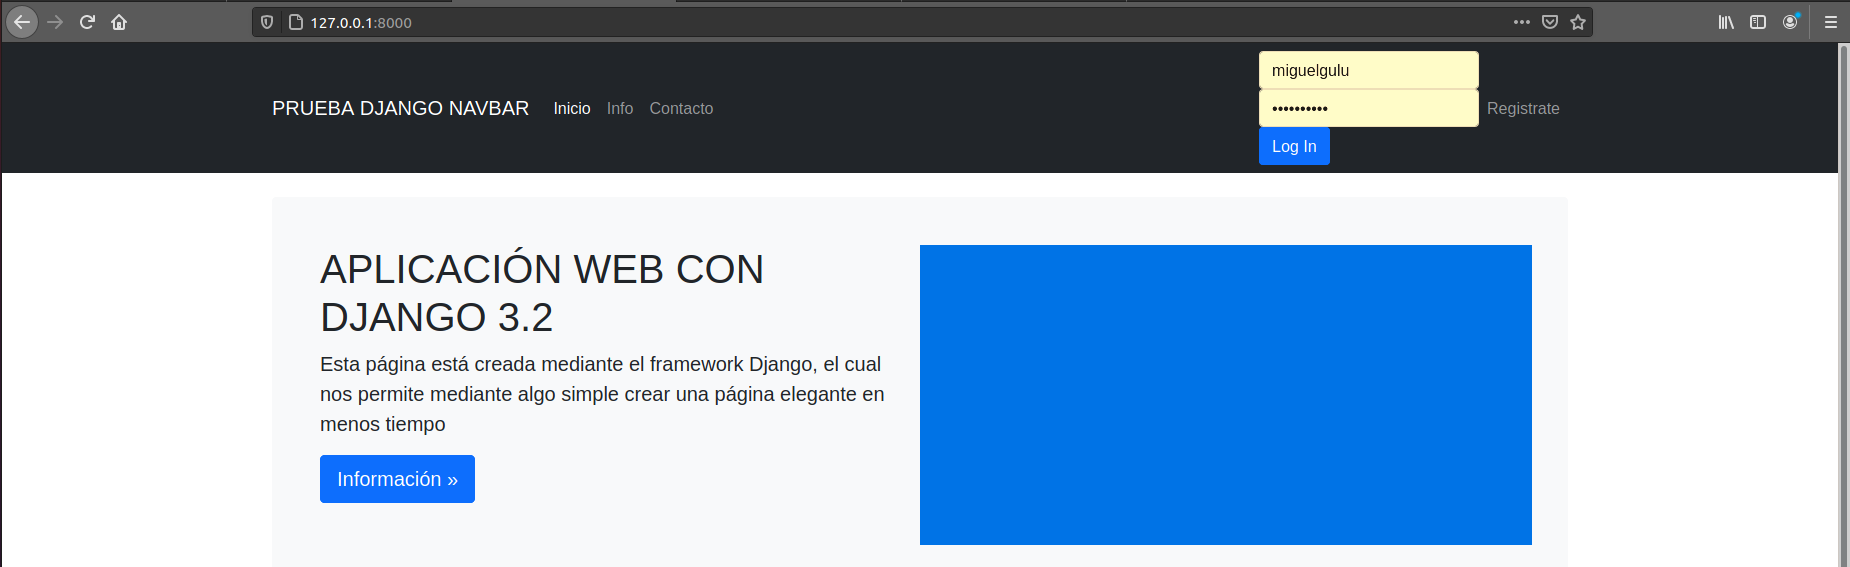 127.0.0.1:8000
miguelgulu
PRUEBA DJANGO NAVBAR Inicio Info Contacto •••••••••• Registrate
Log In
APLICACIÓN WEB CON
DJANGO 3.2
Esta página está creada mediante el framework Django, el cual
nos permite mediante algo simple crear una página elegante en
menos tiempo
Información »